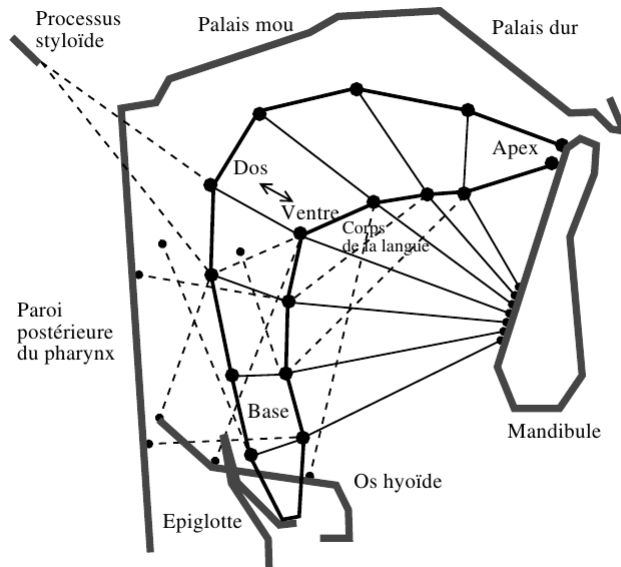 Processus
styloïde
Palais mou
Palais dur
Apex
Dos
Ventre
Corps
de la langue
Paroi
postérieure
du pharynx
Base
Mandibule
Os hyoïde
Epiglotte